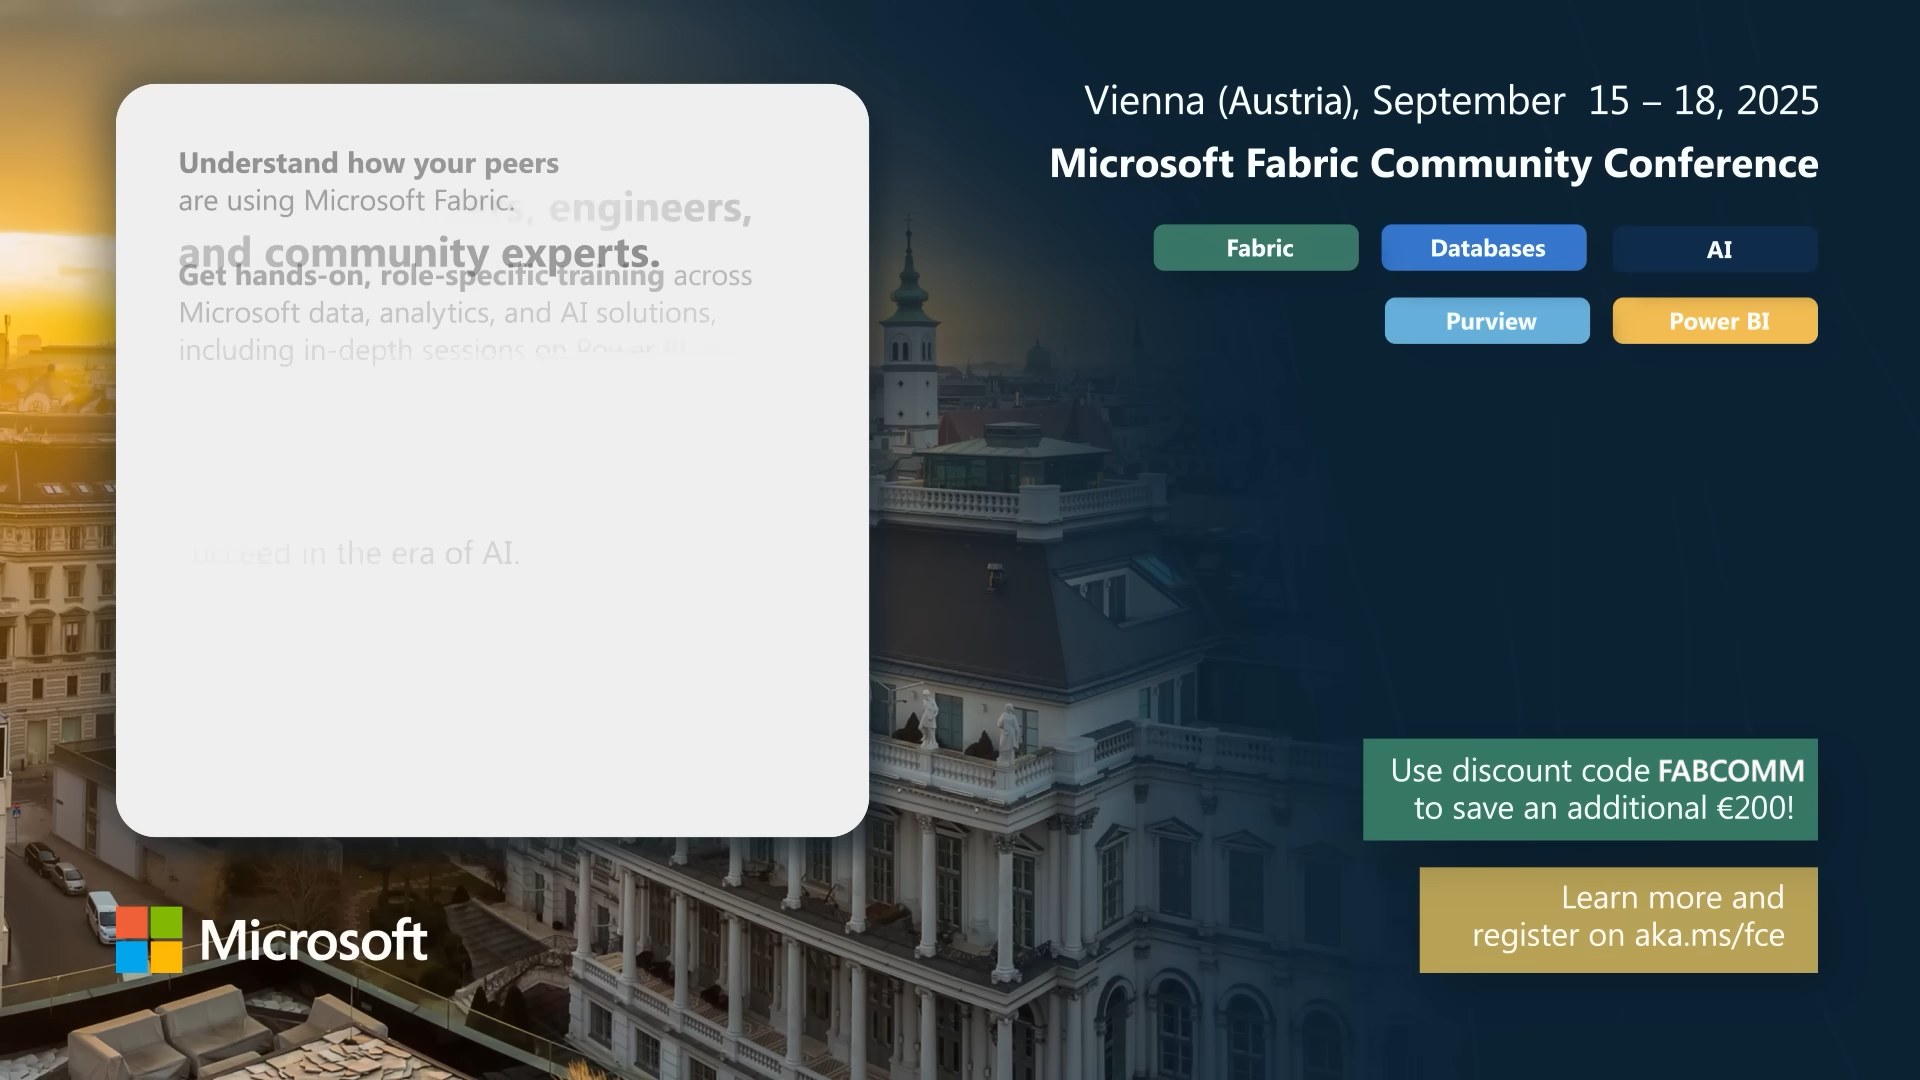 Understand how your peers
are using Microsoft Fabric.
engineers,
and community experts.
Get hands-on, role-specific training across
Microsoft data, analytics, and AI solutions,
including in-depth sessions on Power BI
in the era of AI.
Microsoft
Vienna (Austria), September 15 – 18, 2025
Microsoft Fabric Community Conference
Fabric
Databases
AI
Purview
Power BI
Use discount code FABCOMM
to save an additional €200!
Learn more and
register on aka.ms/fce